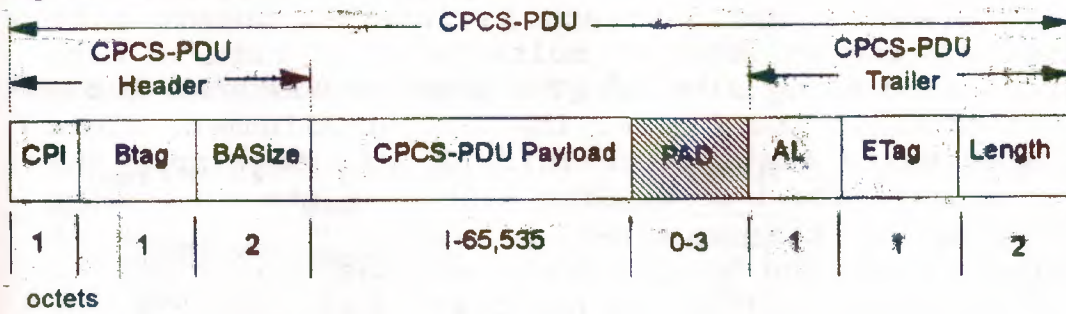 CPCS-PDU
CPCS-PDU Header
CPCS-PDU Trailer
CPI Btag BASize CPCS-PDU Payload PAD AL ETag Length
1 1 2 1-65,535 0-3 1 1 2
octets